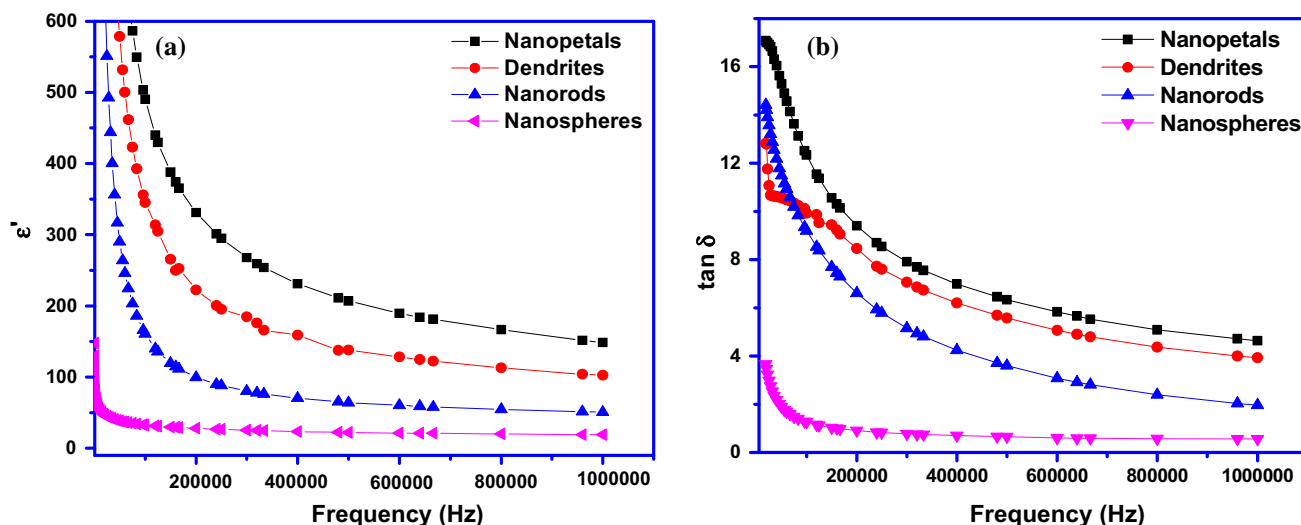 (a)
Nanopetals
Dendrites
Nanorods
Nanospheres
600
500
400
300
200
100
0
ε'
200000 400000 600000 800000 1000000
Frequency (Hz)
(b)
Nanopetals
Dendrites
Nanorods
Nanospheres
16
12
8
4
0
tan δ
200000 400000 600000 800000 1000000
Frequency (Hz)